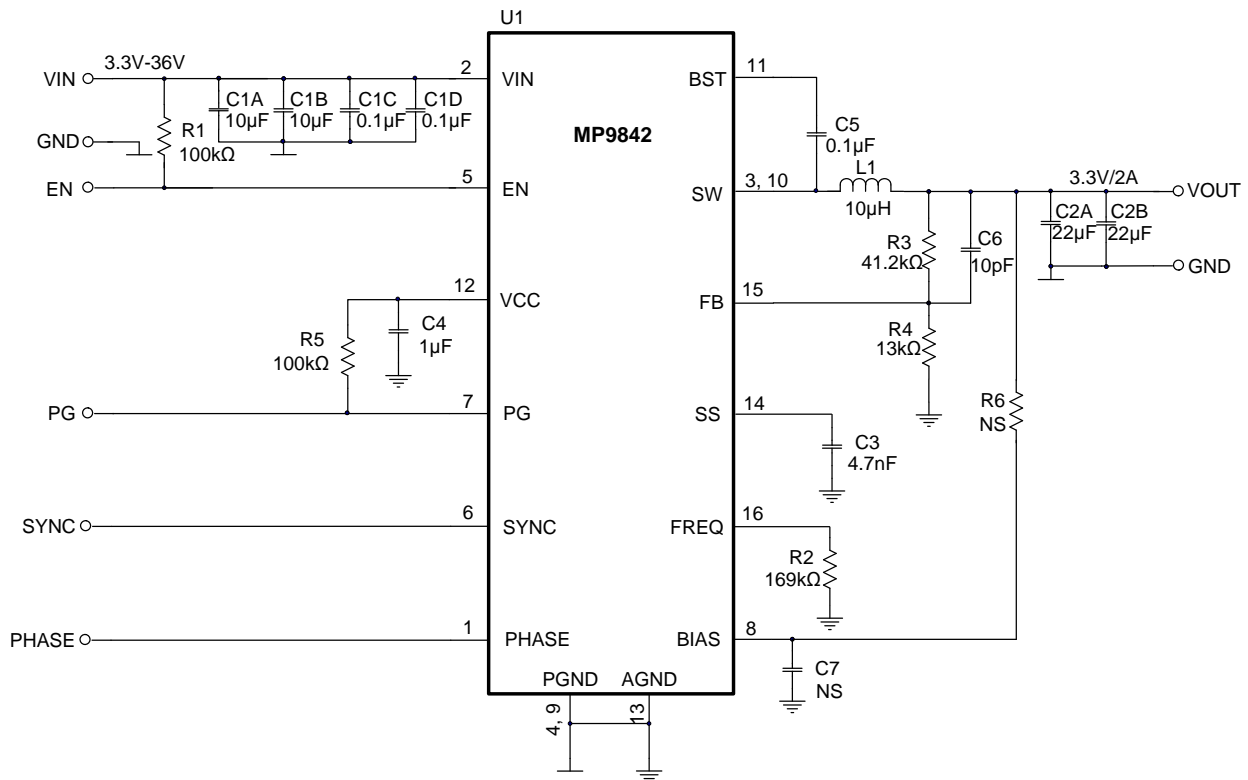 U1
VIN
3.3V-36V
2
VIN
C1A
10µF
C1B
10µF
C1C
0.1µF
C1D
0.1µF
GND
R1
100kΩ
EN
5
EN
MP9842
BST
11
C5
0.1µF
SW
3, 10
L1
10µH
3.3V/2A
VOUT
C2A
22µF
C2B
22µF
GND
R3
41.2kΩ
C6
10pF
FB
15
R4
13kΩ
12
VCC
R5
100kΩ
C4
1µF
PG
7
PG
SS
14
C3
4.7nF
R6
NS
SYNC
6
SYNC
FREQ
16
R2
169kΩ
PHASE
1
PHASE
BIAS
8
C7
NS
PGND
AGND
4, 9
13